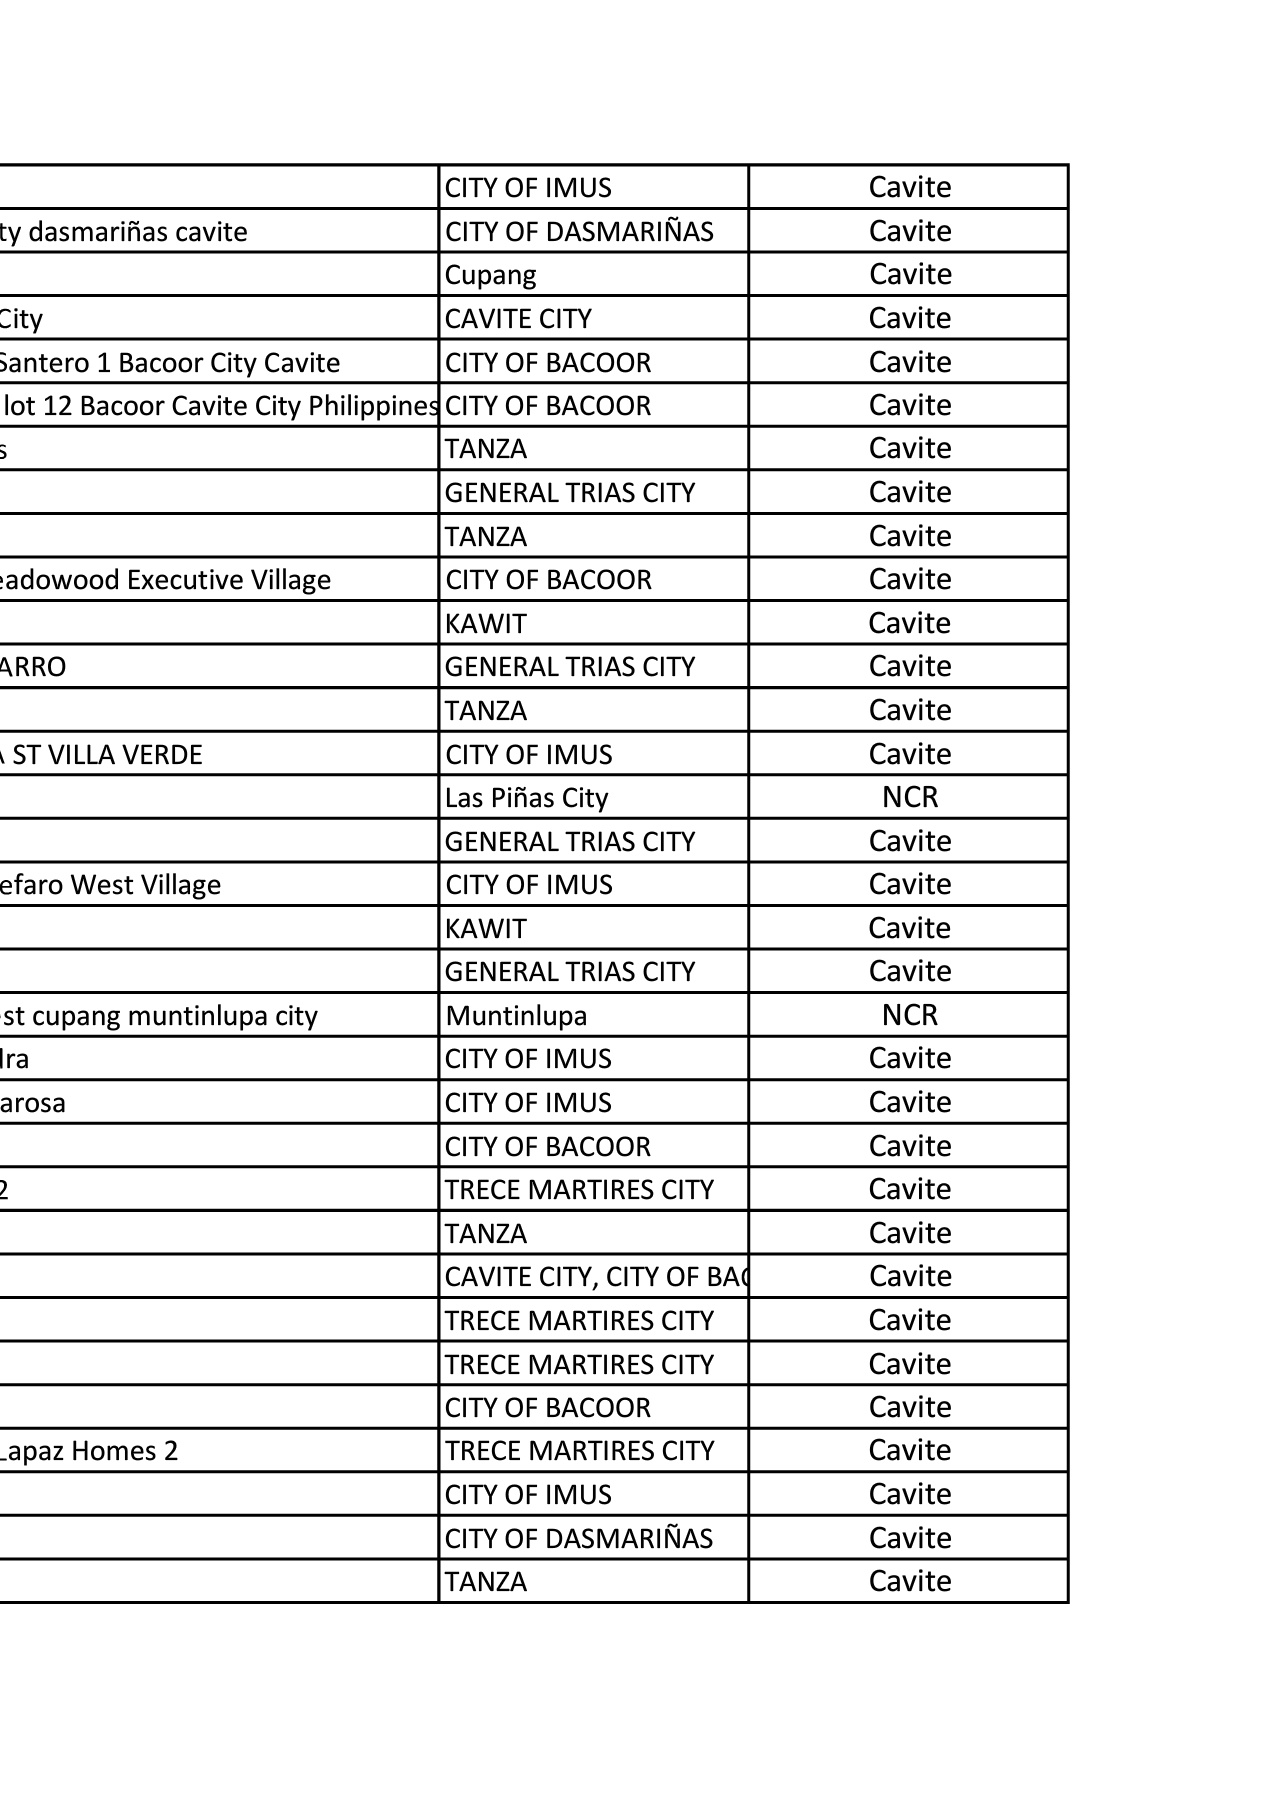 CITY OF IMUS Cavite
ty dasmariñas cavite CITY OF DASMARIÑAS Cavite
Cupang Cavite
City CAVITE CITY Cavite
Santero 1 Bacoor City Cavite CITY OF BACOOR Cavite
lot 12 Bacoor Cavite City Philippines CITY OF BACOOR Cavite
s TANZA Cavite
GENERAL TRIAS CITY Cavite
TANZA Cavite
eadowood Executive Village CITY OF BACOOR Cavite
KAWIT Cavite
ARRO GENERAL TRIAS CITY Cavite
TANZA Cavite
A ST VILLA VERDE CITY OF IMUS Cavite
Las Piñas City NCR
GENERAL TRIAS CITY Cavite
efaro West Village CITY OF IMUS Cavite
KAWIT Cavite
GENERAL TRIAS CITY Cavite
est cupang muntinlupa city Muntinlupa NCR
dra CITY OF IMUS Cavite
arosa CITY OF IMUS Cavite
CITY OF BACOOR Cavite
2 TRECE MARTIRES CITY Cavite
TANZA Cavite
CAVITE CITY, CITY OF BAC Cavite
TRECE MARTIRES CITY Cavite
TRECE MARTIRES CITY Cavite
CITY OF BACOOR Cavite
Lapaz Homes 2 TRECE MARTIRES CITY Cavite
CITY OF IMUS Cavite
CITY OF DASMARIÑAS Cavite
TANZA Cavite